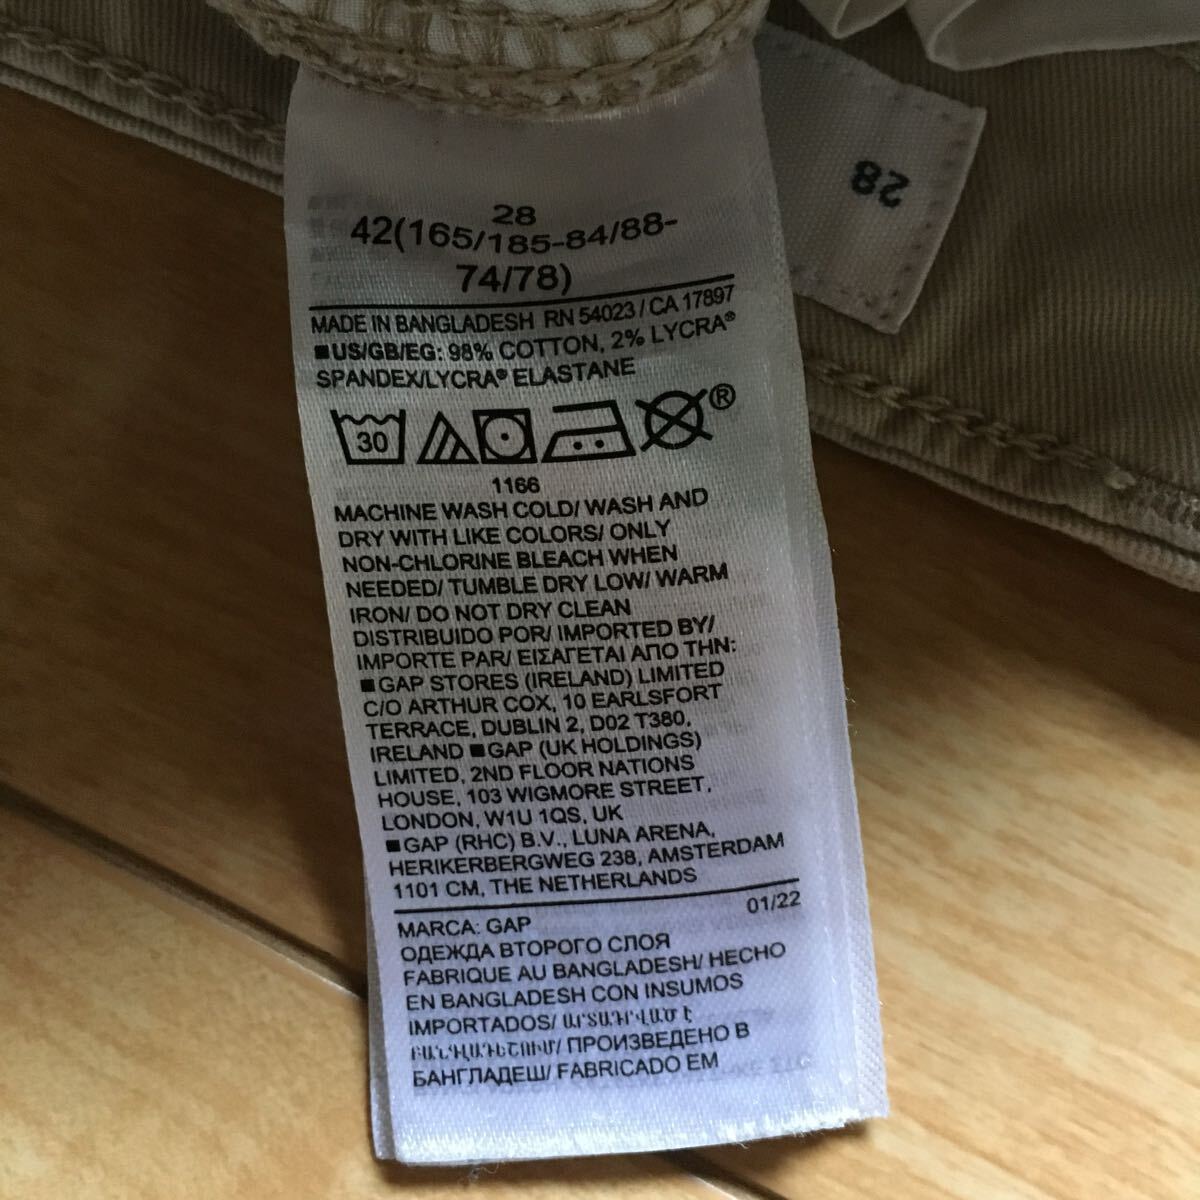 28
42(165/185-84/88-
74/78)
MADE IN BANGLADESH RN 54023 / CA 17897
■US/GB/EG: 98% COTTON, 2% LYCRA®
SPANDEX/LYCRA® ELASTANE
30
®
1166
MACHINE WASH COLD/ WASH AND
DRY WITH LIKE COLORS/ ONLY
NON-CHLORINE BLEACH WHEN
NEEDED/ TUMBLE DRY LOW/ WARM
IRON/ DO NOT DRY CLEAN
DISTRIBUIDO POR/ IMPORTED BY/
IMPORTE PAR/ ΕΙΣΑΓΕΤΑΙ ΑΠΟ ΤΗΝ:
■GAP STORES (IRELAND) LIMITED
C/O ARTHUR COX, 10 EARLSFORT
TERRACE, DUBLIN 2, D02 T380,
IRELAND ■GAP (UK HOLDINGS)
LIMITED, 2ND FLOOR NATIONS
HOUSE, 103 WIGMORE STREET,
LONDON, W1U 1QS, UK
■GAP (RHC) B.V., LUNA ARENA,
HERIKERBERGWEG 238, AMSTERDAM
1101 CM, THE NETHERLANDS
01/22
MARCA: GAP
ОДЕЖДА ВТОРОГО СЛОЯ
FABRIQUE AU BANGLADESH/ HECHO
EN BANGLADESH CON INSUMOS
IMPORTADOS/ ԱՐՏԱԴՐՎԱԾ Է
ԲԱՆԳԼԱԴԵՇՈՒՄ/ ПРОИЗВЕДЕНО В
БАНГЛАДЕШ/ FABRICADO EM
28